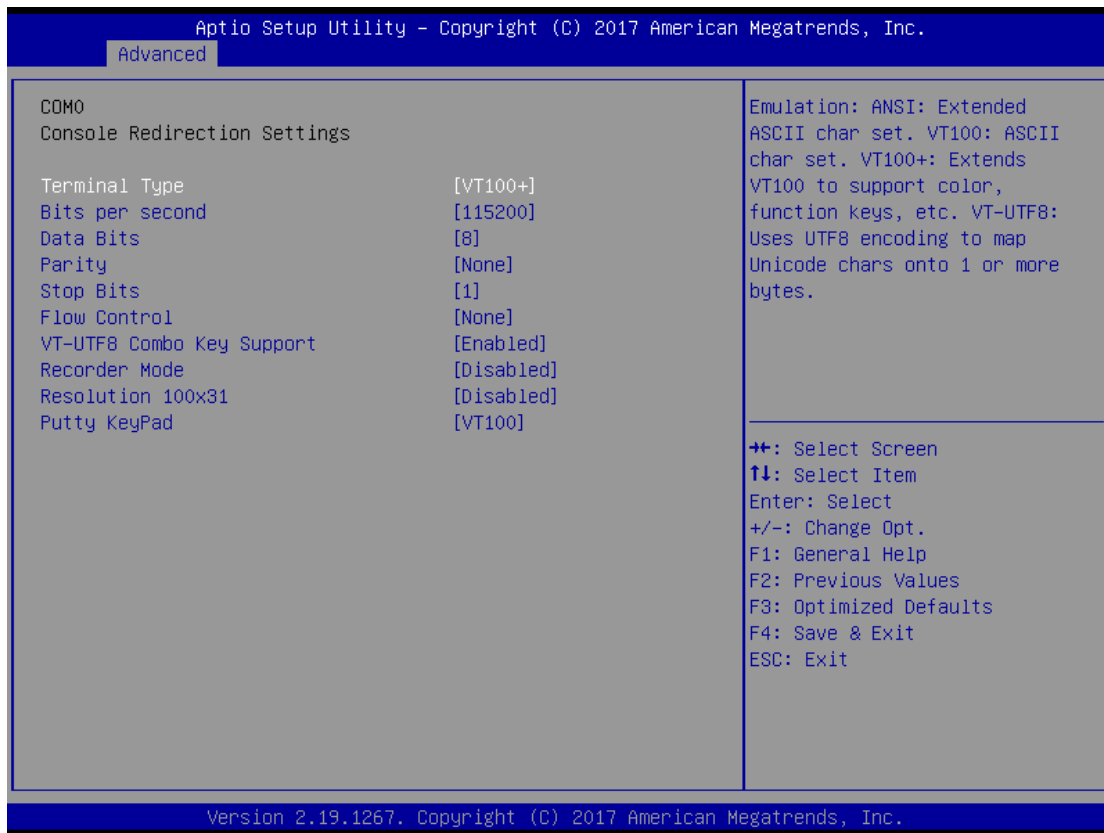 Aptio Setup Utility – Copyright (C) 2017 American Megatrends, Inc.
Advanced
COM0
Console Redirection Settings
Terminal Type [VT100+]
Bits per second [115200]
Data Bits [8]
Parity [None]
Stop Bits [1]
Flow Control [None]
VT-UTF8 Combo Key Support [Enabled]
Recorder Mode [Disabled]
Resolution 100x31 [Disabled]
Putty KeyPad [VT100]
Emulation: ANSI: Extended
ASCII char set. VT100: ASCII
char set. VT100+: Extends
VT100 to support color,
function keys, etc. VT-UTF8:
Uses UTF8 encoding to map
Unicode chars onto 1 or more
bytes.
→←: Select Screen
↑↓: Select Item
Enter: Select
+/-: Change Opt.
F1: General Help
F2: Previous Values
F3: Optimized Defaults
F4: Save & Exit
ESC: Exit
Version 2.19.1267. Copyright (C) 2017 American Megatrends, Inc.